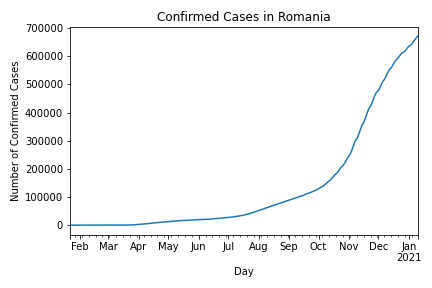 Confirmed Cases in Romania
700000
600000
500000
400000
300000
200000
100000
0
Number of Confirmed Cases
Feb Mar Apr May Jun Jul Aug Sep Oct Nov Dec Jan
2021
Day